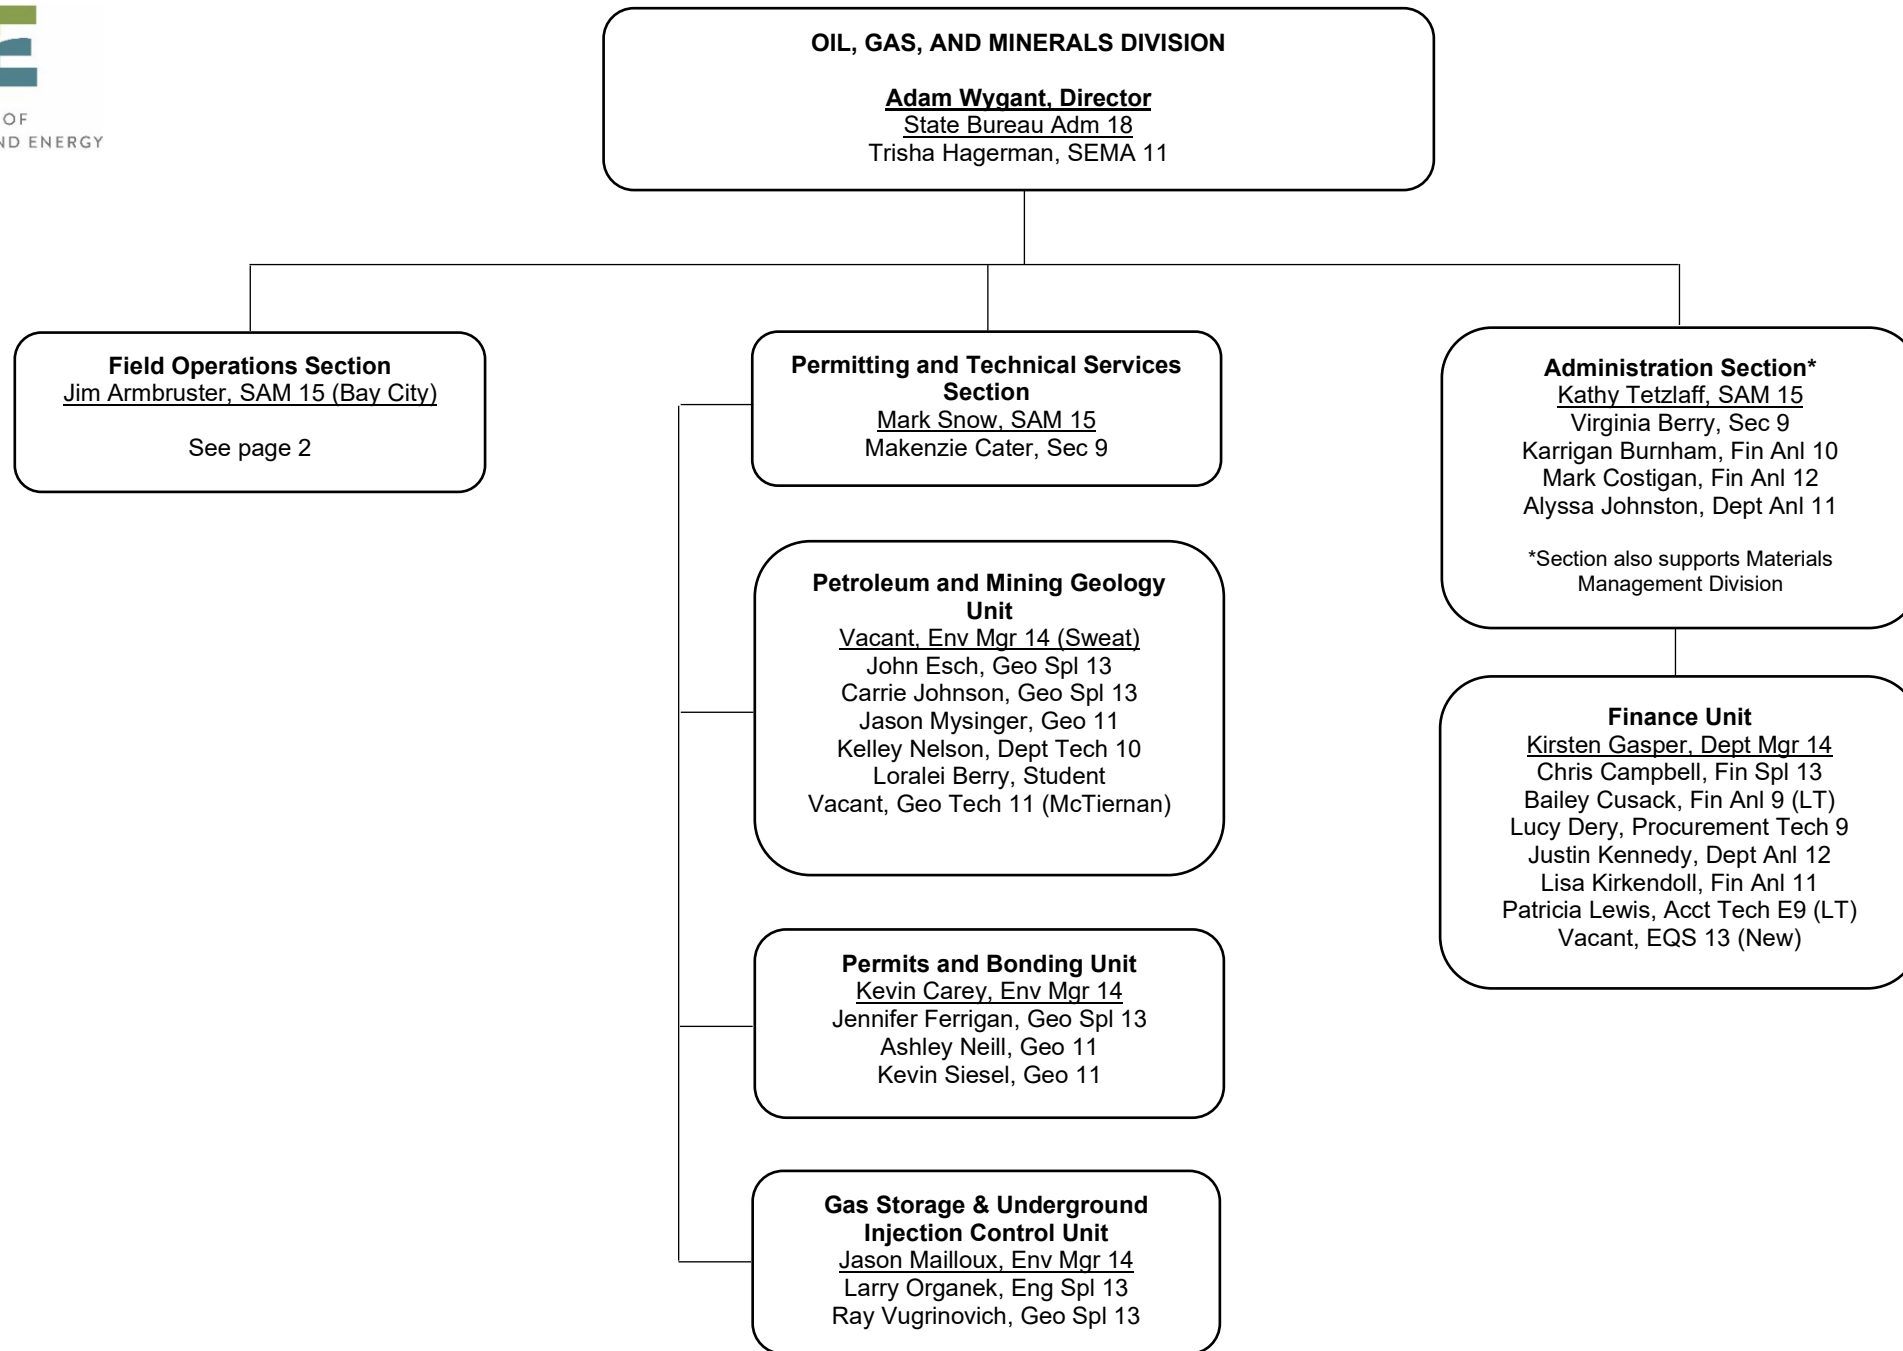 OF
ND ENERGY
OIL, GAS, AND MINERALS DIVISION
Adam Wygant, Director
State Bureau Adm 18
Trisha Hagerman, SEMA 11
Field Operations Section
Jim Armbruster, SAM 15 (Bay City)
See page 2
Permitting and Technical Services
Section
Mark Snow, SAM 15
Makenzie Cater, Sec 9
Petroleum and Mining Geology
Unit
Vacant, Env Mgr 14 (Sweat)
John Esch, Geo Spl 13
Carrie Johnson, Geo Spl 13
Jason Mysinger, Geo 11
Kelley Nelson, Dept Tech 10
Loralei Berry, Student
Vacant, Geo Tech 11 (McTiernan)
Permits and Bonding Unit
Kevin Carey, Env Mgr 14
Jennifer Ferrigan, Geo Spl 13
Ashley Neill, Geo 11
Kevin Siesel, Geo 11
Gas Storage & Underground
Injection Control Unit
Jason Mailloux, Env Mgr 14
Larry Organek, Eng Spl 13
Ray Vugrinovich, Geo Spl 13
Administration Section*
Kathy Tetzlaff, SAM 15
Virginia Berry, Sec 9
Karrigan Burnham, Fin Anl 10
Mark Costigan, Fin Anl 12
Alyssa Johnston, Dept Anl 11
*Section also supports Materials
Management Division
Finance Unit
Kirsten Gasper, Dept Mgr 14
Chris Campbell, Fin Spl 13
Bailey Cusack, Fin Anl 9 (LT)
Lucy Dery, Procurement Tech 9
Justin Kennedy, Dept Anl 12
Lisa Kirkendoll, Fin Anl 11
Patricia Lewis, Acct Tech E9 (LT)
Vacant, EQS 13 (New)